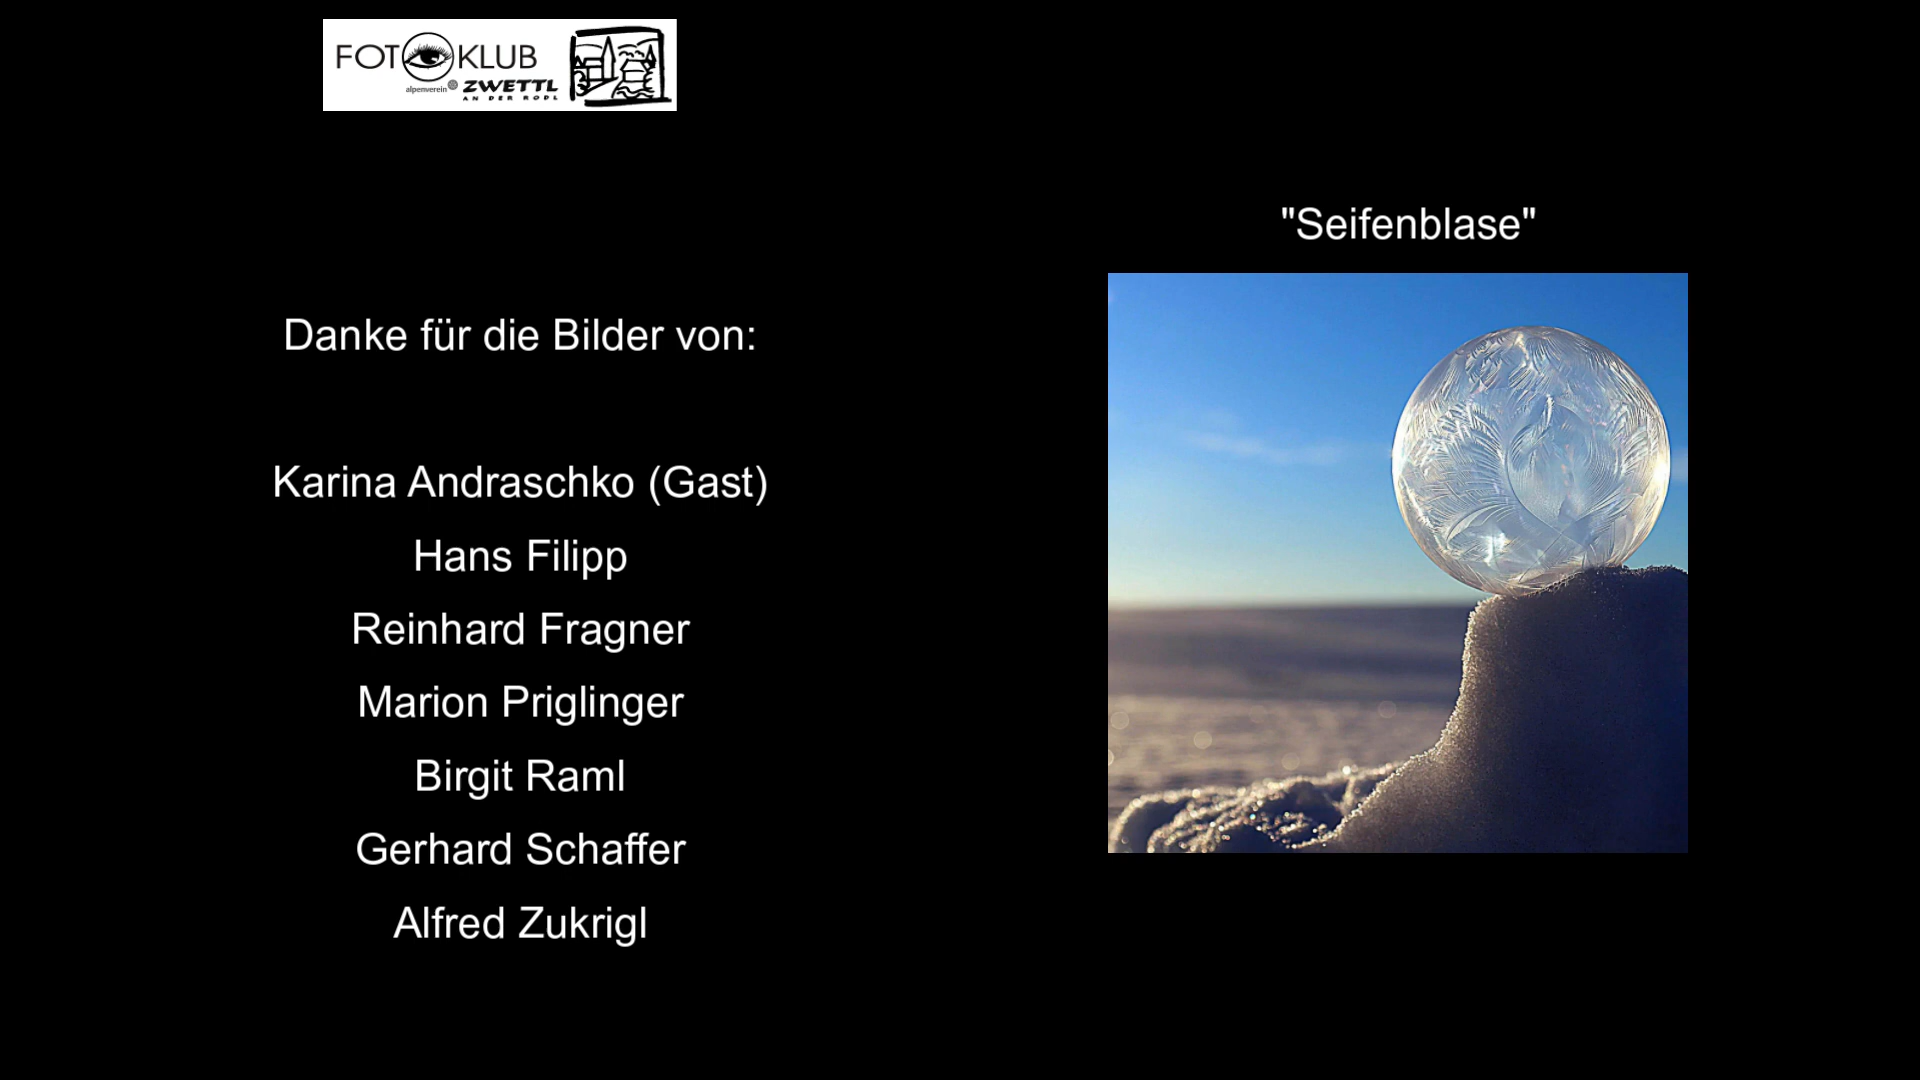 FOTOKLUB
alpenverein ZWETTL
AN DER RODL
"Seifenblase"
Danke für die Bilder von:
Karina Andraschko (Gast)
Hans Filipp
Reinhard Fragner
Marion Priglinger
Birgit Raml
Gerhard Schaffer
Alfred Zukrigl